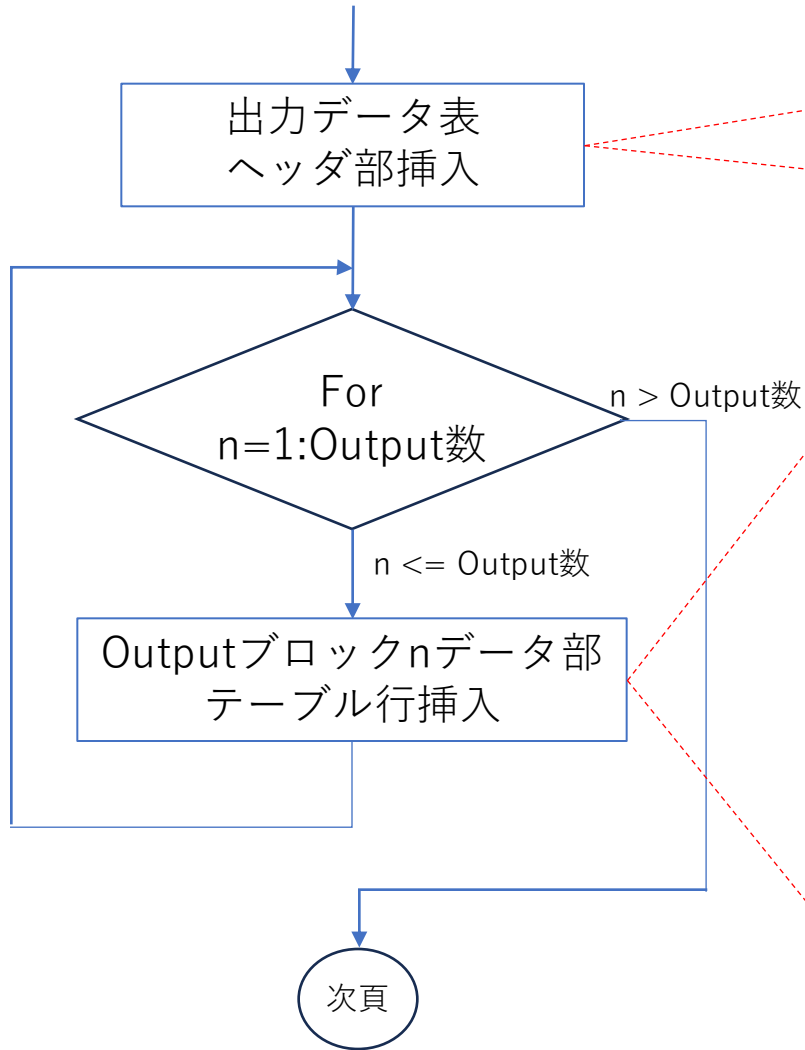 出力データ表
ヘッダ部挿入
For
n=1:Output数
n > Output数
n <= Output数
Outputブロックnデータ部
テーブル行挿入
次頁